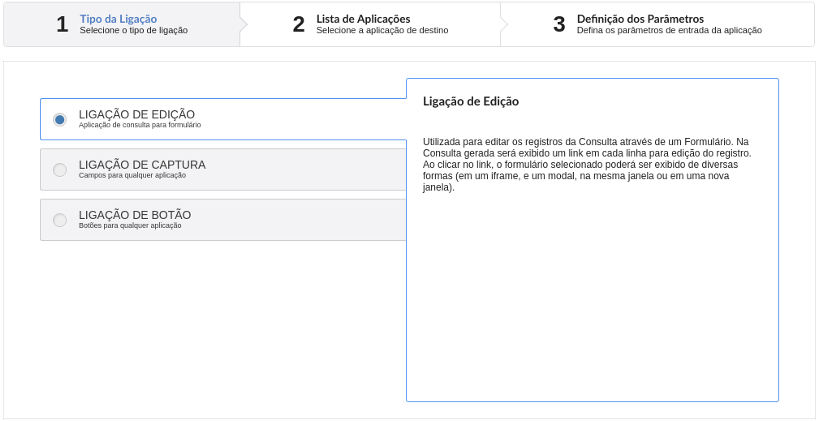 1 Tipo da Ligação
Selecione o tipo de ligação
2 Lista de Aplicações
Selecione a aplicação de destino
3 Definição dos Parâmetros
Defina os parâmetros de entrada da aplicação
LIGAÇÃO DE EDIÇÃO
Aplicação de consulta para formulário
LIGAÇÃO DE CAPTURA
Campos para qualquer aplicação
LIGAÇÃO DE BOTÃO
Botões para qualquer aplicação
Ligação de Edição
Utilizada para editar os registros da Consulta através de um Formulário. Na
Consulta gerada será exibido um link em cada linha para edição do registro.
Ao clicar no link, o formulário selecionado poderá ser exibido de diversas
formas (em um iframe, e um modal, na mesma janela ou em uma nova
janela).